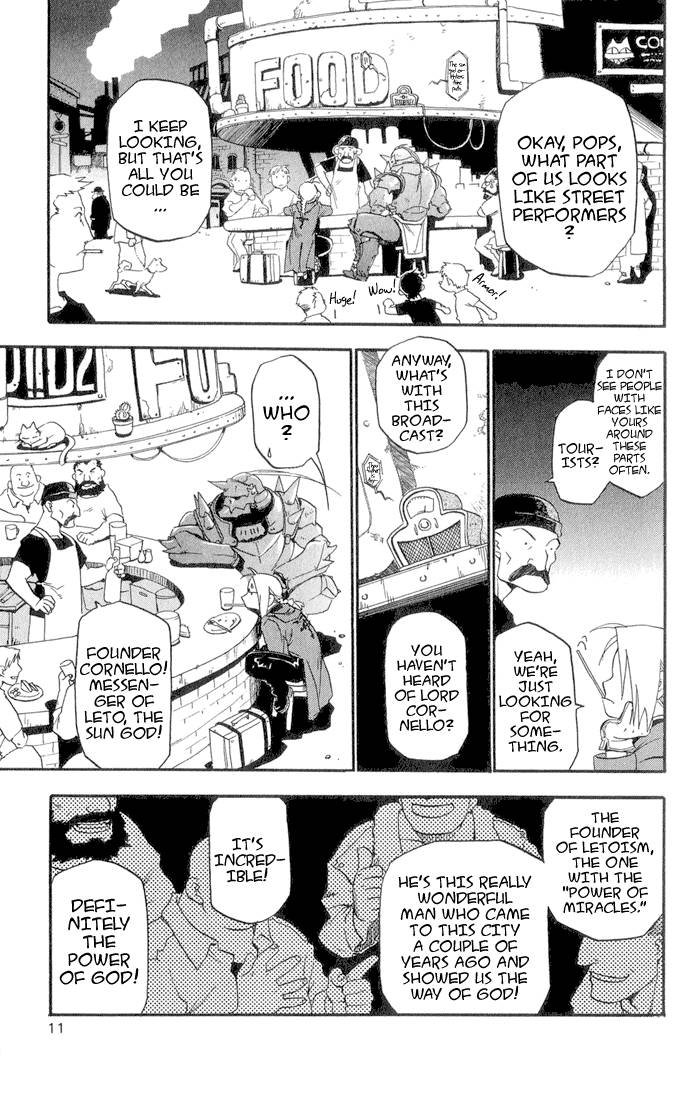 OKAY, POPS,
WHAT PART
OF US LOOKS
LIKE STREET
PERFORMERS
?
I KEEP
LOOKING,
BUT THAT'S
ALL YOU
COULD BE
...
FOOD
CO
Huge!
Wow!
Armor!
I DON'T
SEE PEOPLE
WITH
FACES LIKE
YOURS
AROUND
THESE
PARTS
OFTEN.
TOUR-
ISTS?
YEAH,
WE'RE
JUST
LOOKING
FOR
SOME-
THING.
ANYWAY,
WHAT'S
WITH
THIS
BROAD-
CAST?
YOU
HAVEN'T
HEARD
OF LORD
COR-
NELLO?
...
WHO
?
FOUNDER
CORNELLO!
MESSEN-
GER OF
LETO, THE
SUN GOD!
THE
FOUNDER
OF LETOISM,
THE ONE
WITH THE
"POWER OF
MIRACLES."
HE'S THIS REALLY
WONDERFUL
MAN WHO CAME
TO THIS CITY
A COUPLE OF
YEARS AGO AND
SHOWED US THE
WAY OF GOD!
IT'S
INCRED-
IBLE!
DEFI-
NITELY
THE
POWER
OF GOD!
11